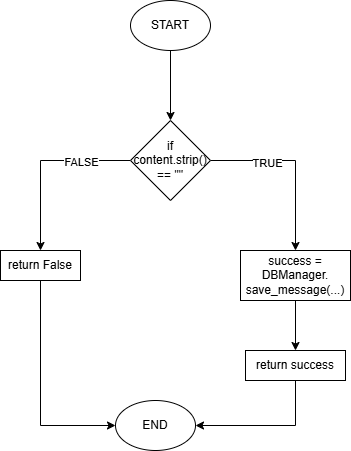 START
if
content.strip()
== ""
FALSE
TRUE
return False
success =
DBManager.
save_message(...)
return success
END